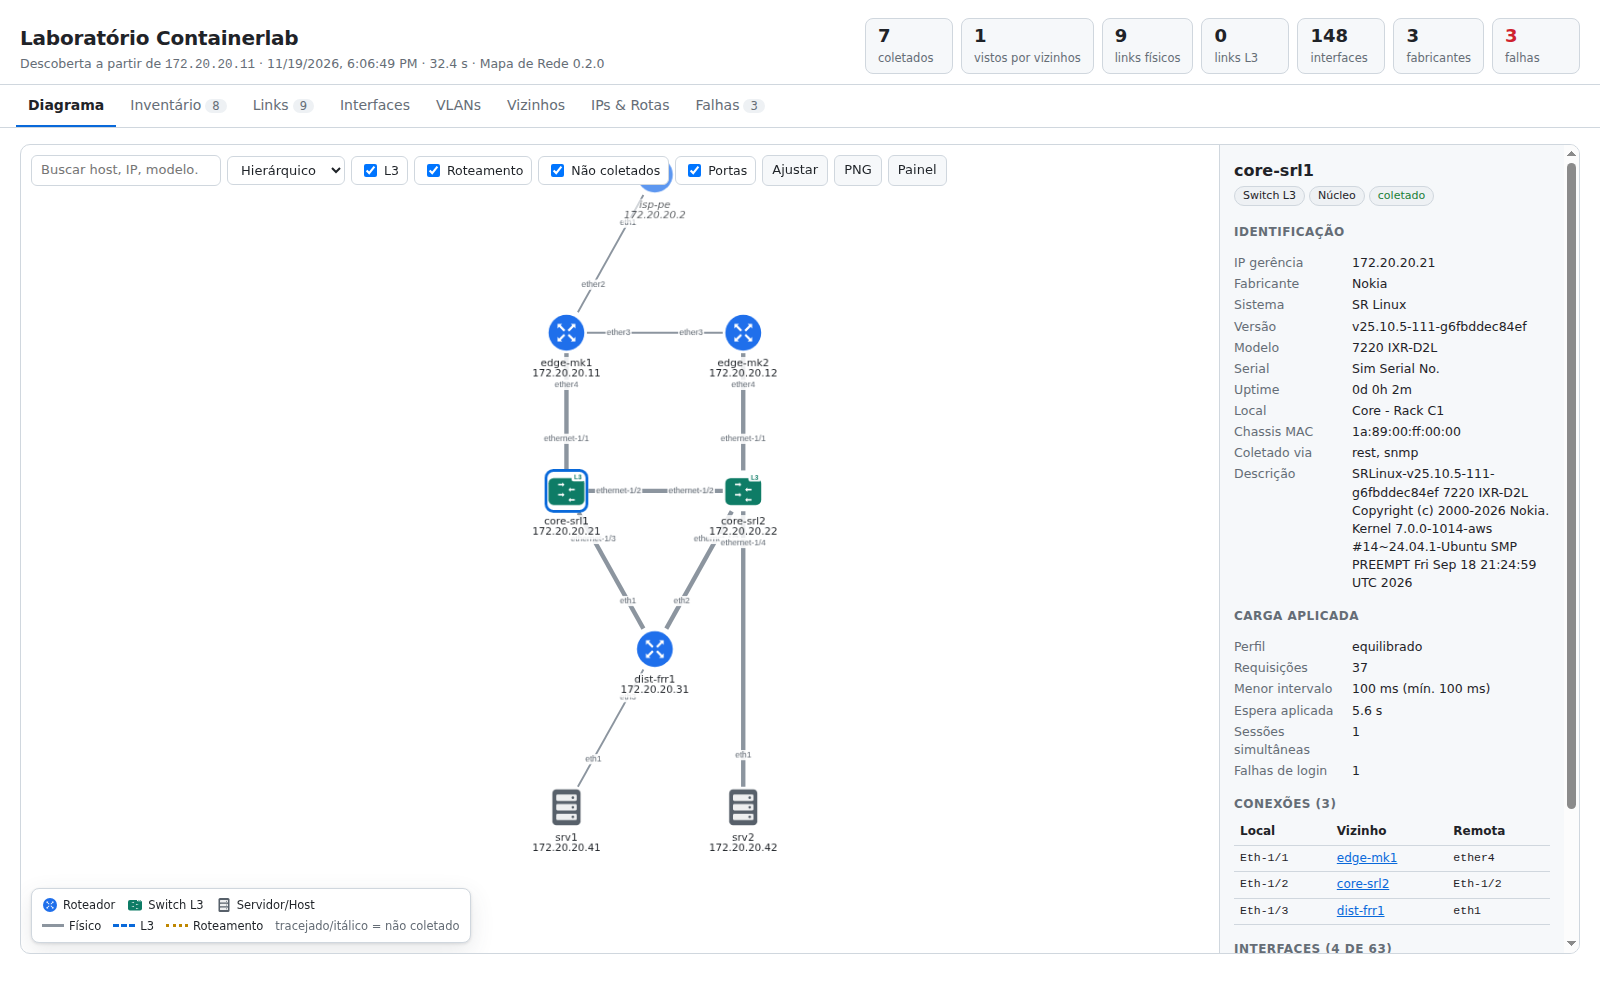 Laboratório Containerlab
Descoberta a partir de 172.20.20.11 · 11/19/2026, 6:06:49 PM · 32.4 s · Mapa de Rede 0.2.0
7
coletados
1
vistos por vizinhos
9
links físicos
0
links L3
148
interfaces
3
fabricantes
3
falhas
Diagrama
Inventário 8
Links 9
Interfaces
VLANs
Vizinhos
IPs & Rotas
Falhas 3
Buscar host, IP, modelo.
Hierárquico
L3
Roteamento
Não coletados
Portas
Ajustar
PNG
Painel
isp-pe
172.20.20.2
eth1
ether2
ether3
ether3
edge-mk1
172.20.20.11
ether4
edge-mk2
172.20.20.12
ether4
ethernet-1/1
ethernet-1/1
L3
L3
ethernet-1/2
ethernet-1/2
core-srl1
172.20.20.21
ethernet-1/3
core-srl2
172.20.20.22
ethernet-1/4
eth1
eth2
dist-frr1
172.20.20.31
eth1
eth1
srv1
172.20.20.41
srv2
172.20.20.42
Roteador
Switch L3
Servidor/Host
Físico
L3
Roteamento
tracejado/itálico = não coletado
core-srl1
Switch L3
Núcleo
coletado
IDENTIFICAÇÃO
IP gerência 172.20.20.21
Fabricante Nokia
Sistema SR Linux
Versão v25.10.5-111-g6fbddec84ef
Modelo 7220 IXR-D2L
Serial Sim Serial No.
Uptime 0d 0h 2m
Local Core - Rack C1
Chassis MAC 1a:89:00:ff:00:00
Coletado via rest, snmp
Descrição SRLinux-v25.10.5-111-
g6fbddec84ef 7220 IXR-D2L
Copyright (c) 2000-2026 Nokia.
Kernel 7.0.0-1014-aws
#14~24.04.1-Ubuntu SMP
PREEMPT Fri Sep 18 21:24:59
UTC 2026
CARGA APLICADA
Perfil equilibrado
Requisições 37
Menor intervalo 100 ms (mín. 100 ms)
Espera aplicada 5.6 s
Sessões simultâneas 1
Falhas de login 1
CONEXÕES (3)
Local Vizinho Remota
Eth-1/1 edge-mk1 ether4
Eth-1/2 core-srl2 Eth-1/2
Eth-1/3 dist-frr1 eth1
INTERFACES (4 DE 63)